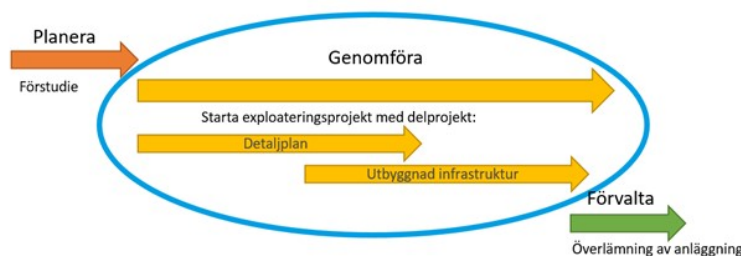 Planera
Förstudie
Genomföra
Starta exploateringsprojekt med delprojekt:
Detaljplan
Utbyggnad infrastruktur
Förvalta
Överlämning av anläggning